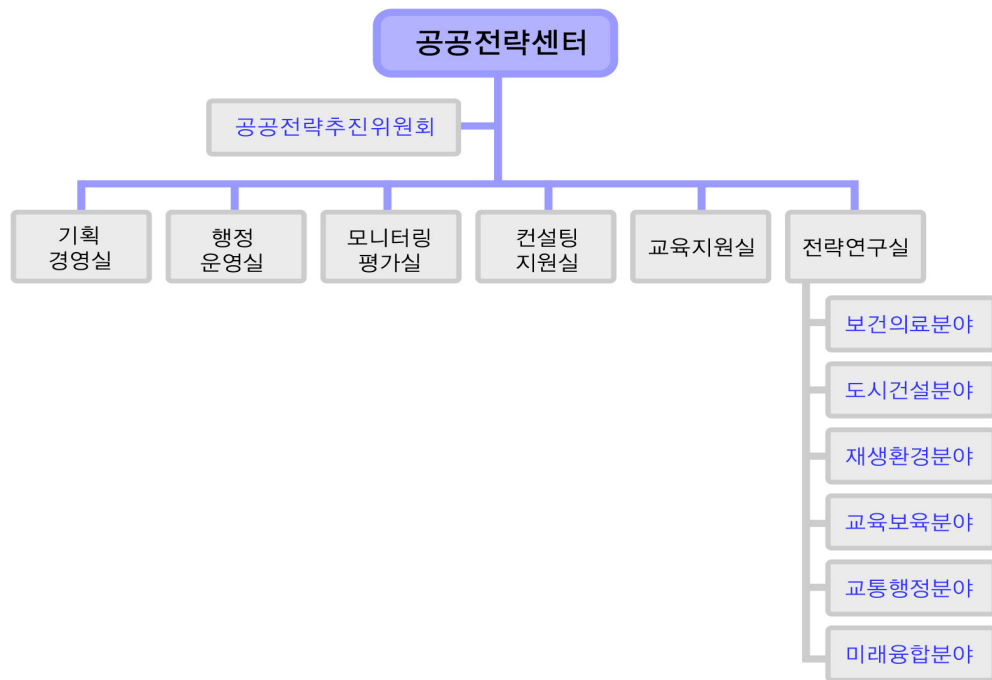 공공전략센터
공공전략추진위원회
기획
경영실
행정
운영실
모니터링
평가실
컨설팅
지원실
교육지원실
전략연구실
보건의료분야
도시건설분야
재생환경분야
교육보육분야
교통행정분야
미래융합분야